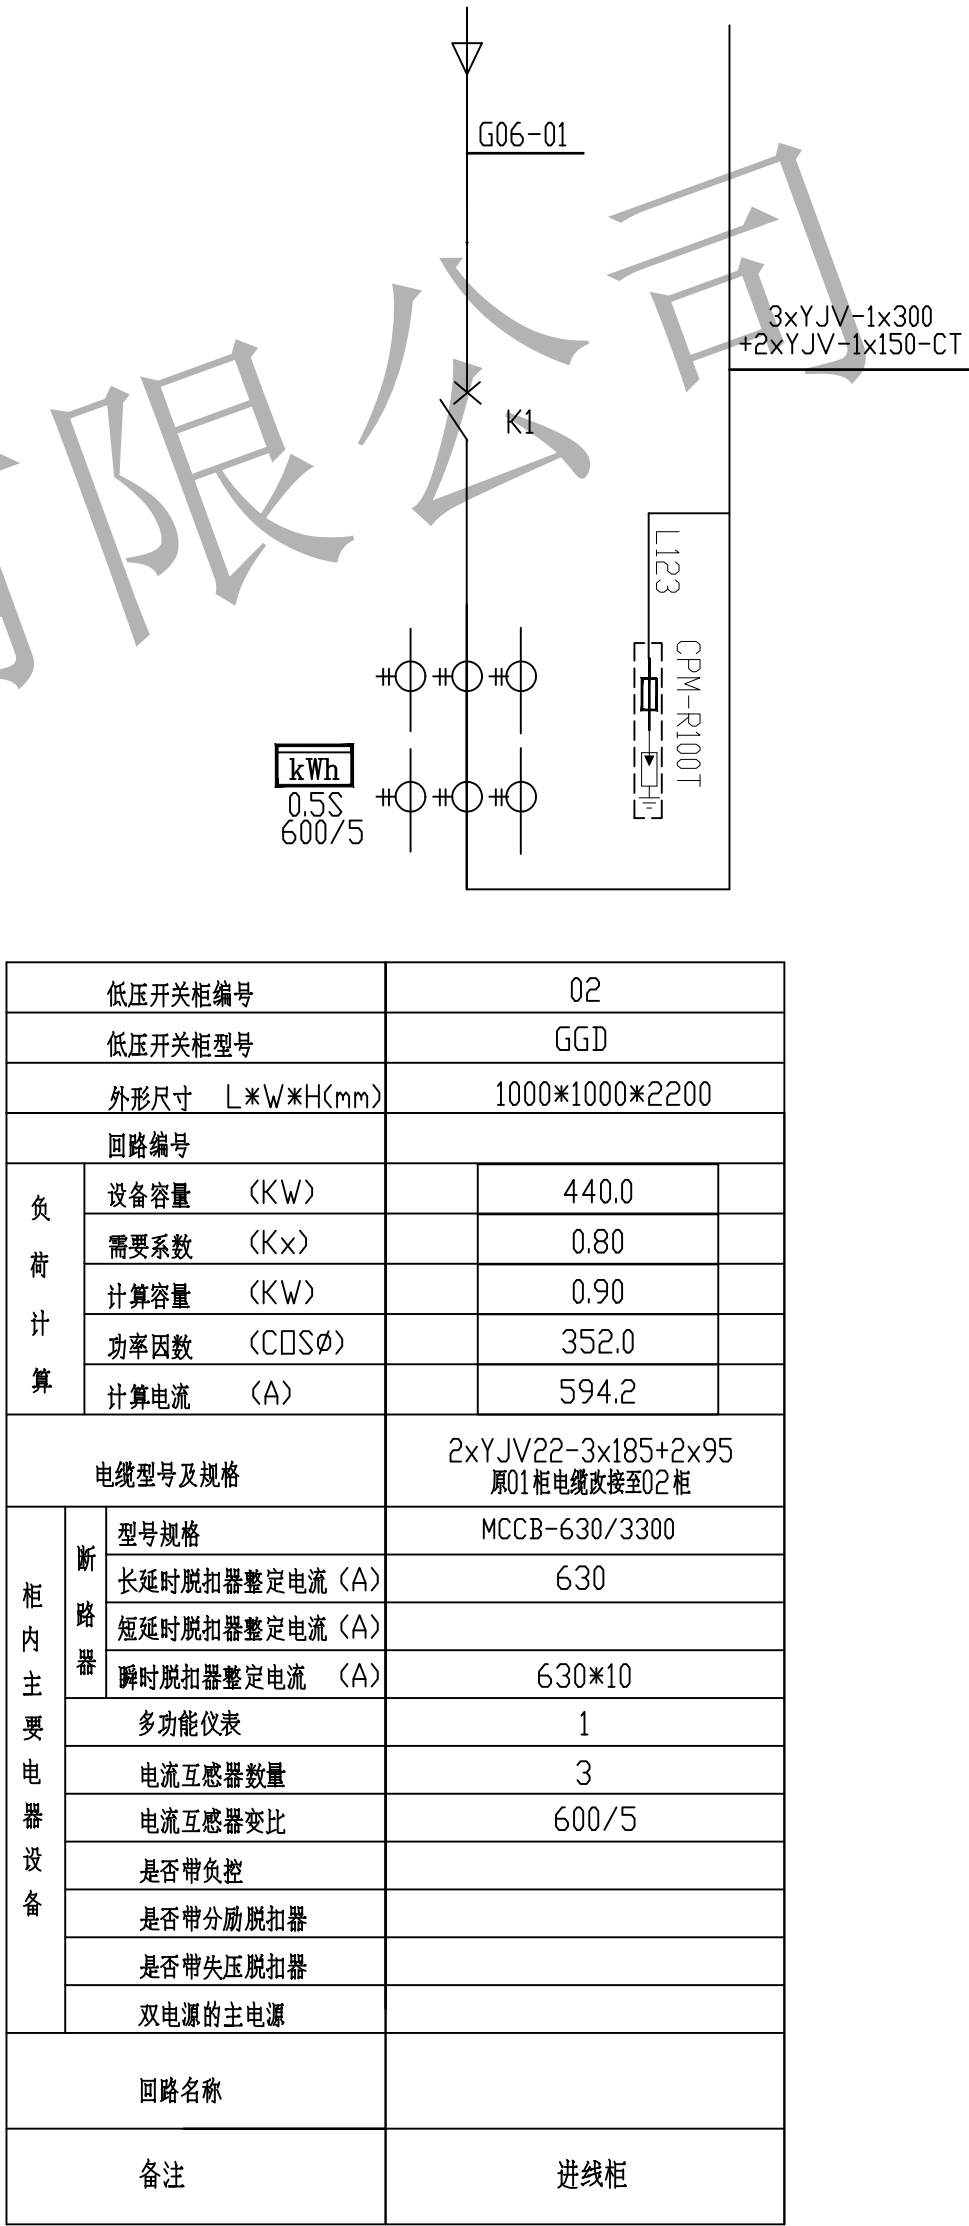 G06-01
3xYJV-1x300
+2xYJV-1x150-CT
K1
L123
CPM-R100T
kWh
0.5S
600/5
有限公司
低压开关柜编号 02
低压开关柜型号 GGD
外形尺寸 L*W*H(mm) 1000*1000*2200
回路编号
负荷计算
设备容量 (KW) 440.0
需要系数 (Kx) 0.80
计算容量 (KW) 0.90
功率因数 (COSØ) 352.0
计算电流 (A) 594.2
电缆型号及规格 2xYJV22-3x185+2x95
原01柜电缆改接至02柜
柜内主要电器设备
断路器
型号规格 MCCB-630/3300
长延时脱扣器整定电流 (A) 630
短延时脱扣器整定电流 (A)
瞬时脱扣器整定电流 (A) 630*10
多功能仪表 1
电流互感器数量 3
电流互感器变比 600/5
是否带负控
是否带分励脱扣器
是否带失压脱扣器
双电源的主电源
回路名称
备注 进线柜